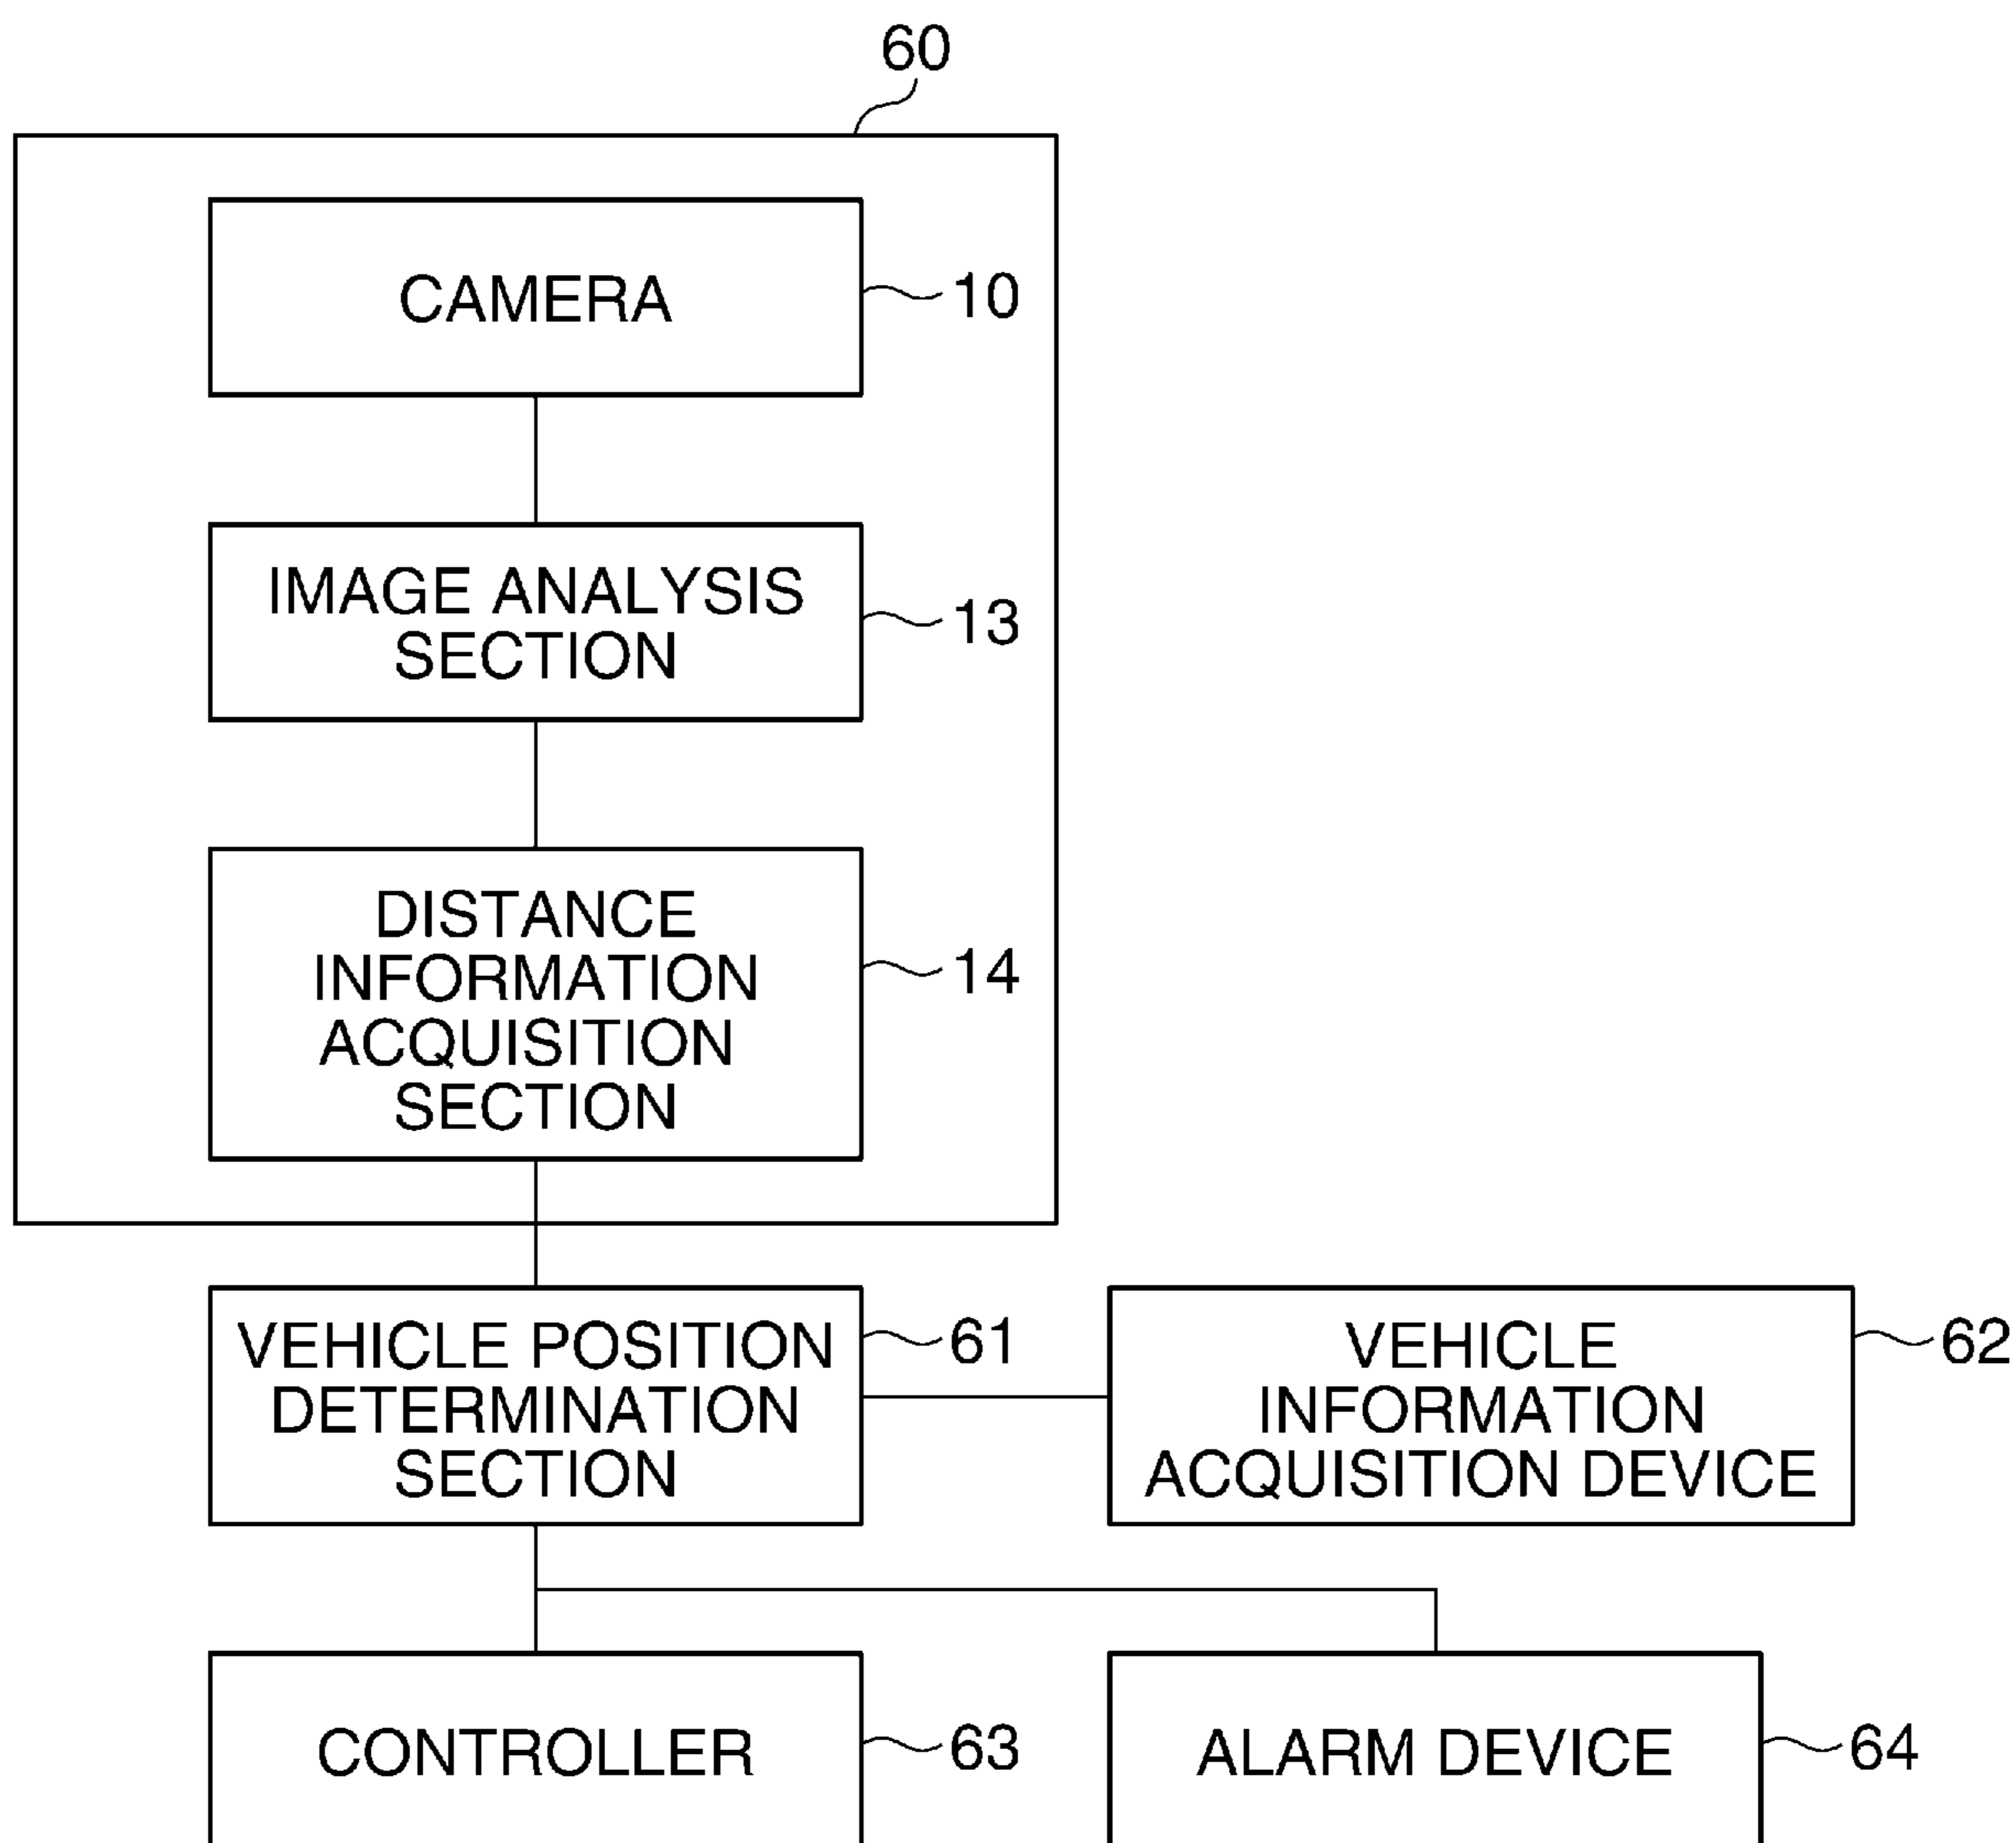 60
CAMERA
10
IMAGE ANALYSIS
SECTION
13
DISTANCE
INFORMATION
ACQUISITION
SECTION
14
VEHICLE POSITION
DETERMINATION
SECTION
61
VEHICLE
INFORMATION
ACQUISITION DEVICE
62
CONTROLLER
63
ALARM DEVICE
64